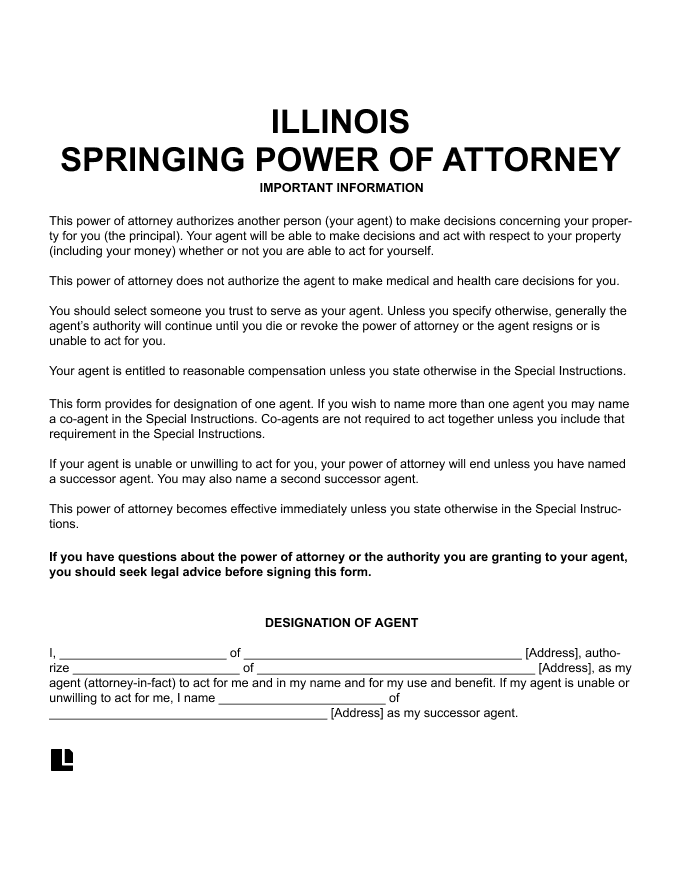 ILLINOIS
SPRINGING POWER OF ATTORNEY
IMPORTANT INFORMATION
This power of attorney authorizes another person (your agent) to make decisions concerning your proper-
ty for you (the principal). Your agent will be able to make decisions and act with respect to your property
(including your money) whether or not you are able to act for yourself.
This power of attorney does not authorize the agent to make medical and health care decisions for you.
You should select someone you trust to serve as your agent. Unless you specify otherwise, generally the
agent’s authority will continue until you die or revoke the power of attorney or the agent resigns or is
unable to act for you.
Your agent is entitled to reasonable compensation unless you state otherwise in the Special Instructions.
This form provides for designation of one agent. If you wish to name more than one agent you may name
a co-agent in the Special Instructions. Co-agents are not required to act together unless you include that
requirement in the Special Instructions.
If your agent is unable or unwilling to act for you, your power of attorney will end unless you have named
a successor agent. You may also name a second successor agent.
This power of attorney becomes effective immediately unless you state otherwise in the Special Instruc-
tions.
If you have questions about the power of attorney or the authority you are granting to your agent,
you should seek legal advice before signing this form.
DESIGNATION OF AGENT
I, ________________________ of ________________________________________ [Address], autho-
rize ________________________ of ________________________________________ [Address], as my
agent (attorney-in-fact) to act for me and in my name and for my use and benefit. If my agent is unable or
unwilling to act for me, I name ________________________ of
________________________________________ [Address] as my successor agent.